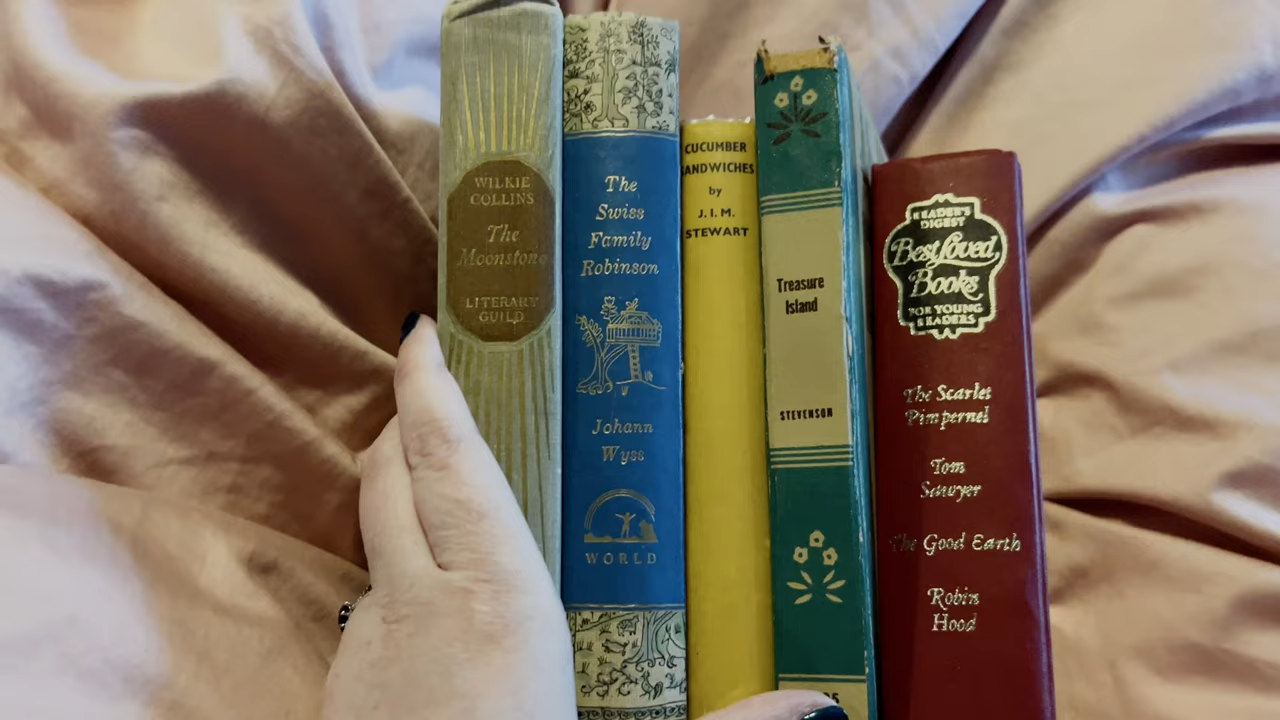 WILKIE
COLLINS
The
Moonstone
LITERARY
GUILD
The
Swiss
Family
Robinson
Johann
Wyss
WORLD
CUCUMBER
SANDWICHES
by
J. I. M.
STEWART
Treasure
Island
STEVENSON
READER'S
DIGEST
Best Loved
Books
FOR YOUNG
READERS
The Scarlet
Pimpernel
Tom
Sawyer
The Good Earth
Robin
Hood